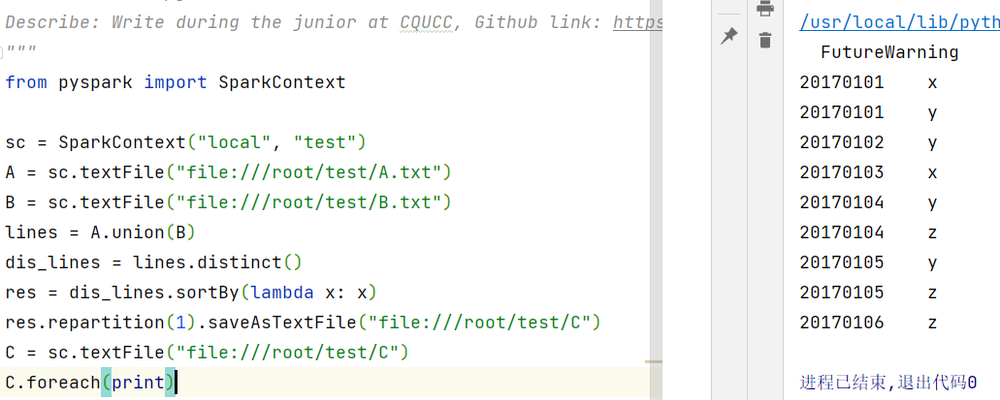 Describe: Write during the junior at CQUCC, Github link: https
"""
from pyspark import SparkContext
sc = SparkContext("local", "test")
A = sc.textFile("file:///root/test/A.txt")
B = sc.textFile("file:///root/test/B.txt")
lines = A.union(B)
dis_lines = lines.distinct()
res = dis_lines.sortBy(lambda x: x)
res.repartition(1).saveAsTextFile("file:///root/test/C")
C = sc.textFile("file:///root/test/C")
C.foreach(print)
/usr/local/lib/pyth
FutureWarning
20170101 x
20170101 y
20170102 y
20170103 x
20170104 y
20170104 z
20170105 y
20170105 z
20170106 z
进程已结束,退出代码0